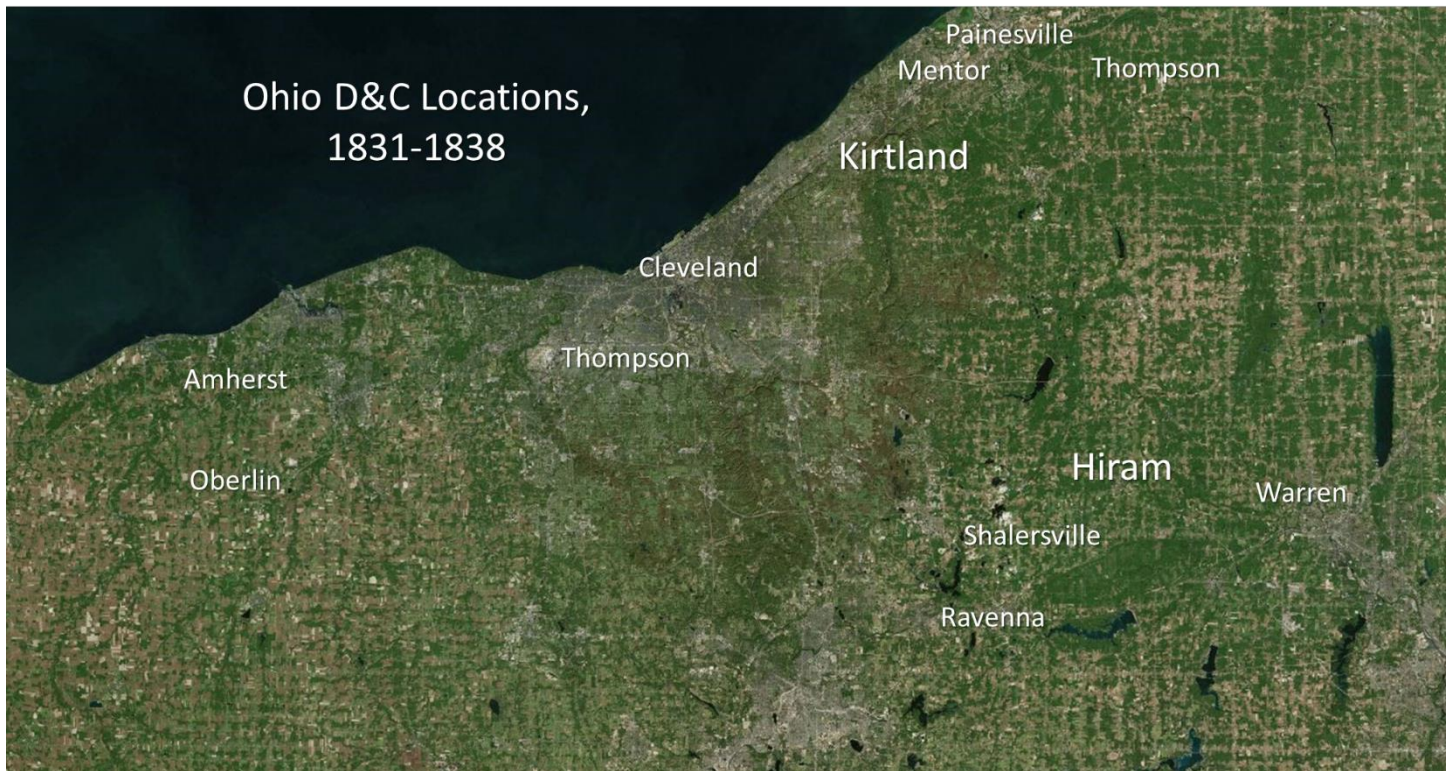 Painesville
Mentor
Thompson
Ohio D&C Locations,
1831-1838
Kirtland
Cleveland
Thompson
Amherst
Hiram
Oberlin
Warren
Shalersville
Ravenna